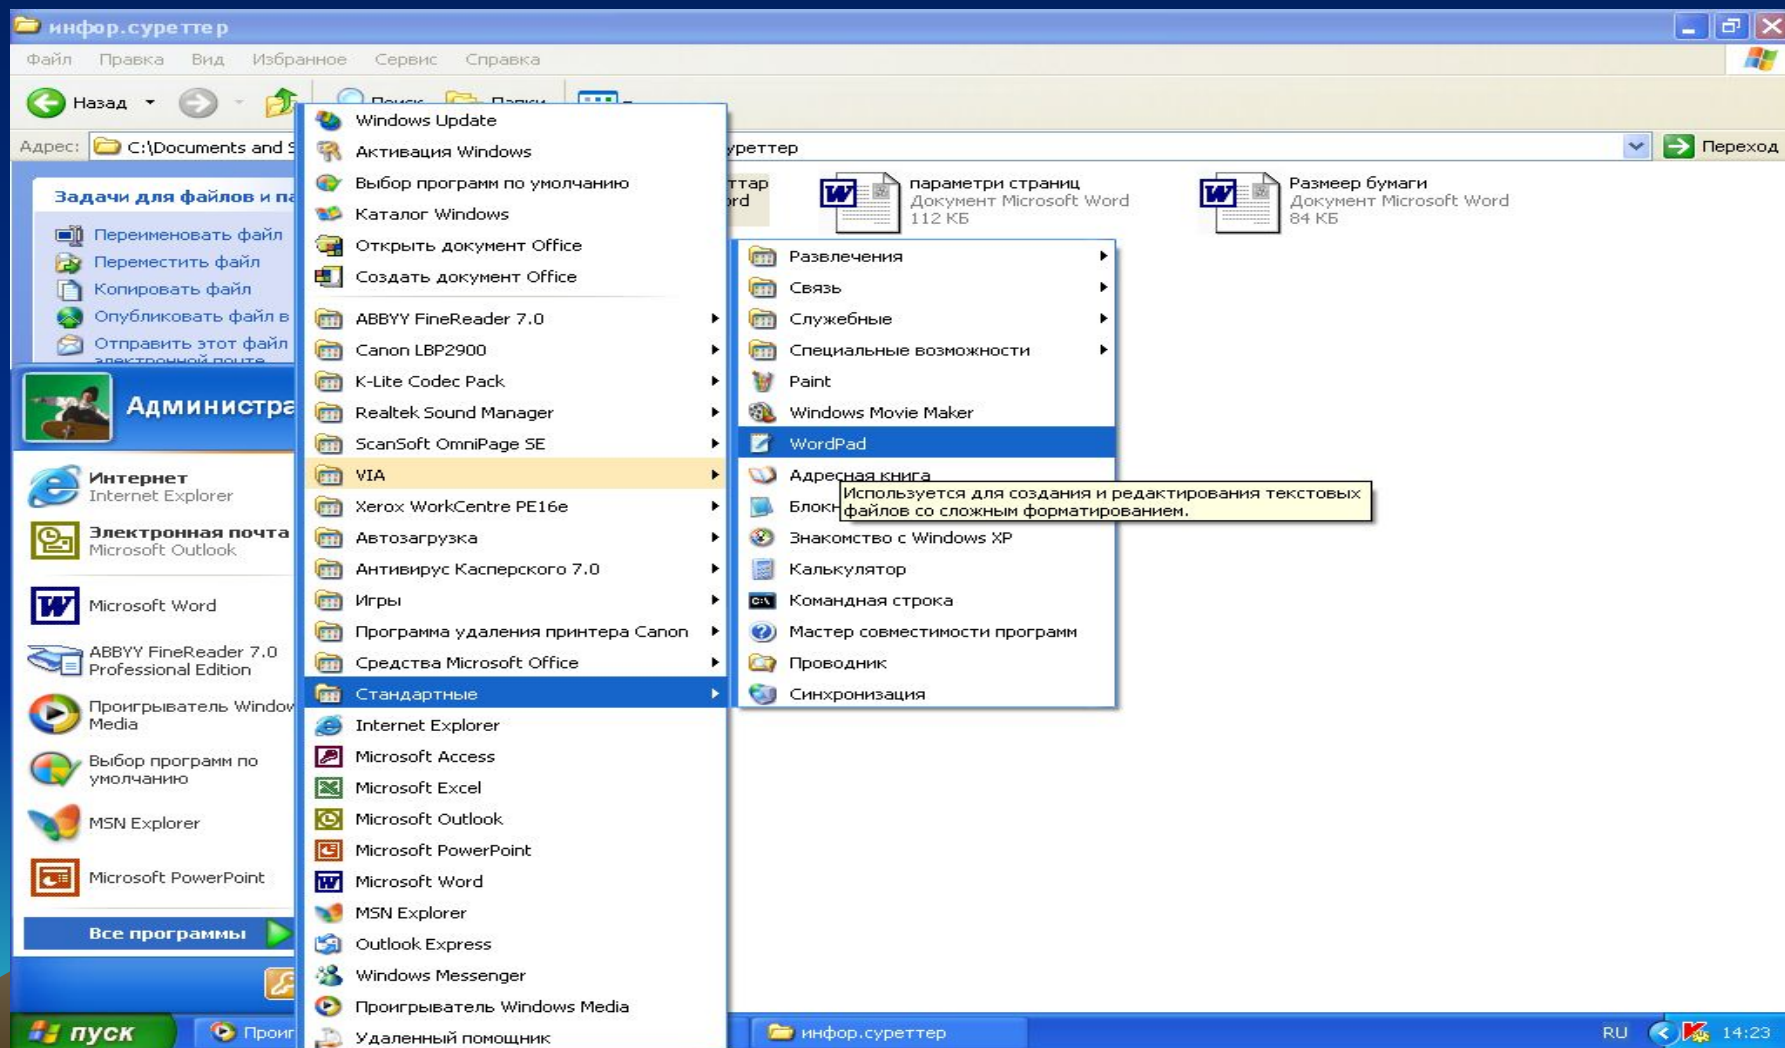 инфор.суреттер
Файл Правка Вид Избранное Сервис Справка
Назад Поиск Папки
Адрес: C:\Documents and S уреттер Переход
Задачи для файлов и па
Переименовать файл
Переместить файл
Копировать файл
Опубликовать файл в
Отправить этот файл
электронной почте
ттар
ord
параметри страниц
Документ Microsoft Word
112 КБ
Размеер бумаги
Документ Microsoft Word
84 КБ
Администра
Интернет
Internet Explorer
Электронная почта
Microsoft Outlook
Microsoft Word
ABBYY FineReader 7.0
Professional Edition
Проигрыватель Window
Media
Выбор программ по
умолчанию
MSN Explorer
Microsoft PowerPoint
Все программы
Windows Update
Активация Windows
Выбор программ по умолчанию
Каталог Windows
Открыть документ Office
Создать документ Office
ABBYY FineReader 7.0
Canon LBP2900
K-Lite Codec Pack
Realtek Sound Manager
ScanSoft OmniPage SE
VIA
Xerox WorkCentre PE16e
Автозагрузка
Антивирус Касперского 7.0
Игры
Программа удаления принтера Canon
Средства Microsoft Office
Стандартные
Internet Explorer
Microsoft Access
Microsoft Excel
Microsoft Outlook
Microsoft PowerPoint
Microsoft Word
MSN Explorer
Outlook Express
Windows Messenger
Проигрыватель Windows Media
Удаленный помощник
Развлечения
Связь
Служебные
Специальные возможности
Paint
Windows Movie Maker
WordPad
Адресная книга
Блокн
Знакомство с Windows XP
Калькулятор
Командная строка
Мастер совместимости программ
Проводник
Синхронизация
Используется для создания и редактирования текстовых
файлов со сложным форматированием.
пуск Проиг инфор.суреттер RU 14:23